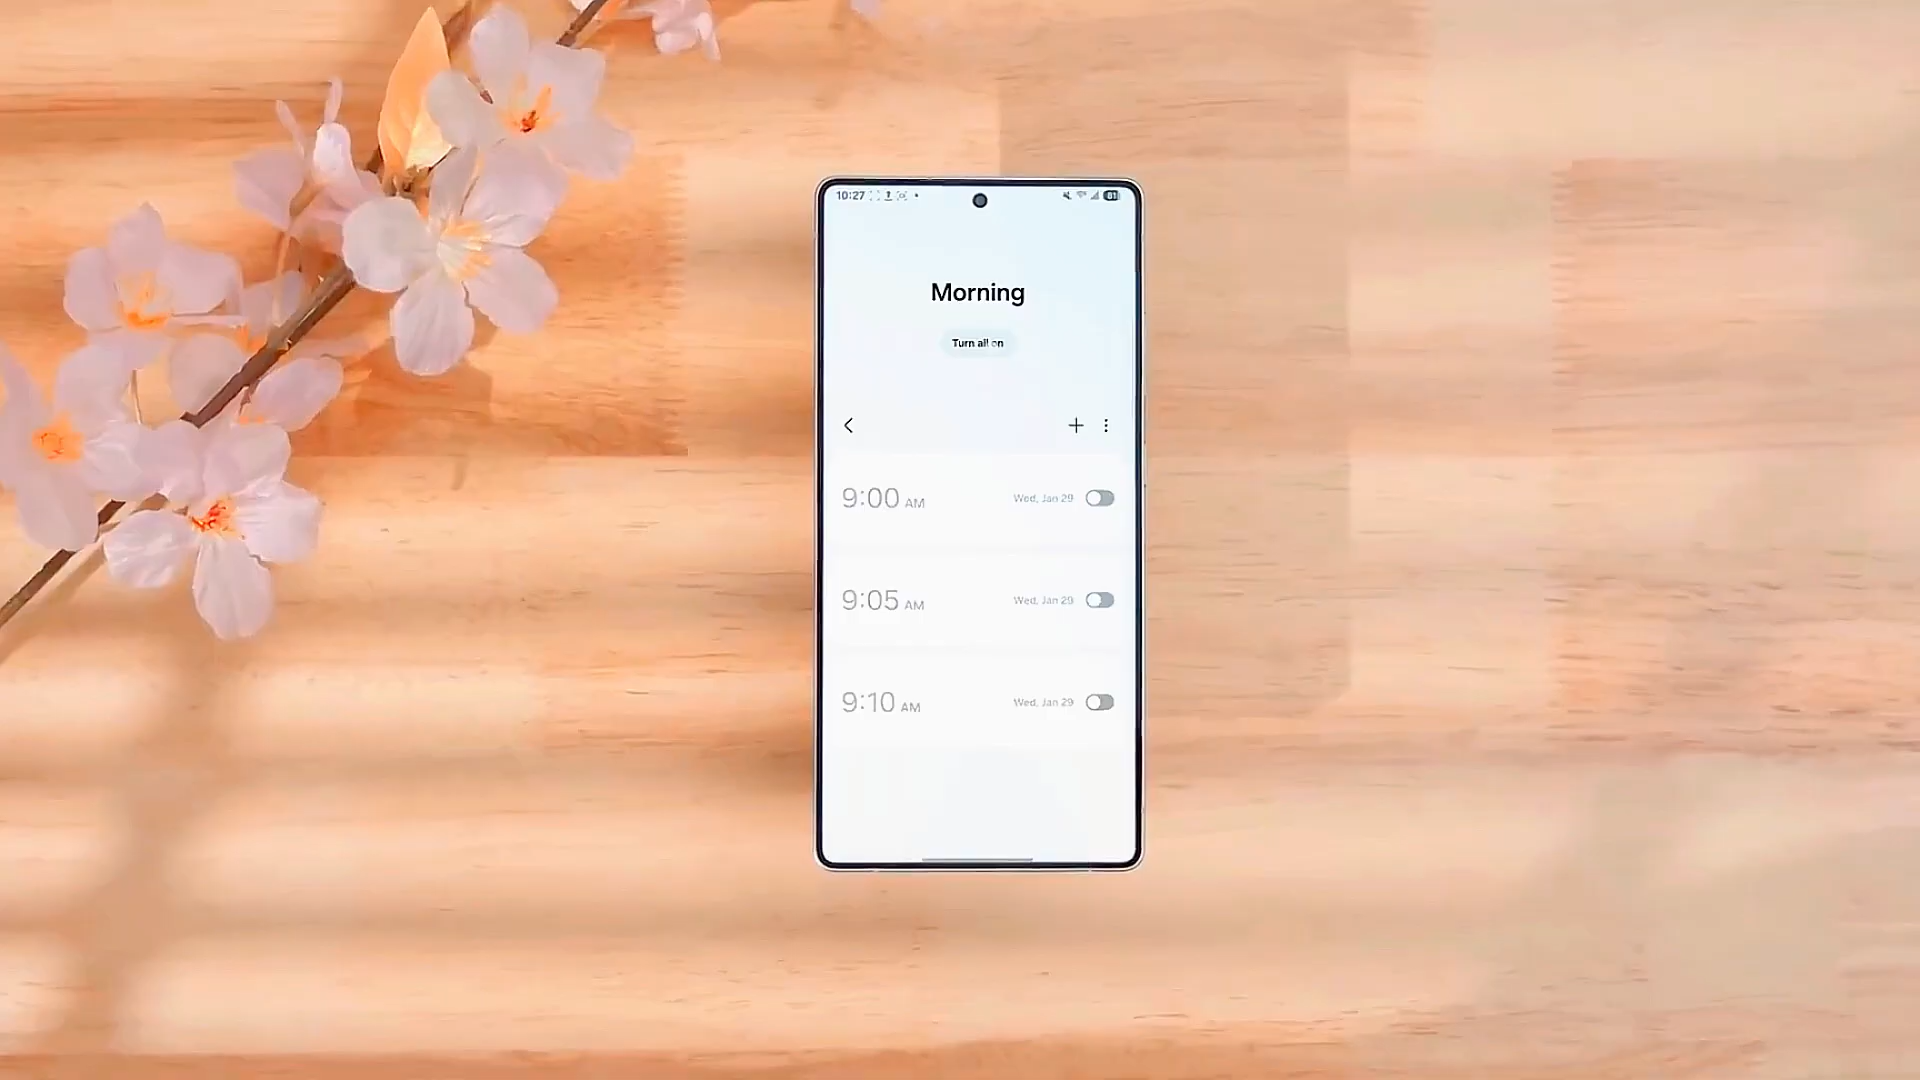 10:27
81
Morning
Turn all on
9:00 AM Wed, Jan 29
9:05 AM Wed, Jan 29
9:10 AM Wed, Jan 29